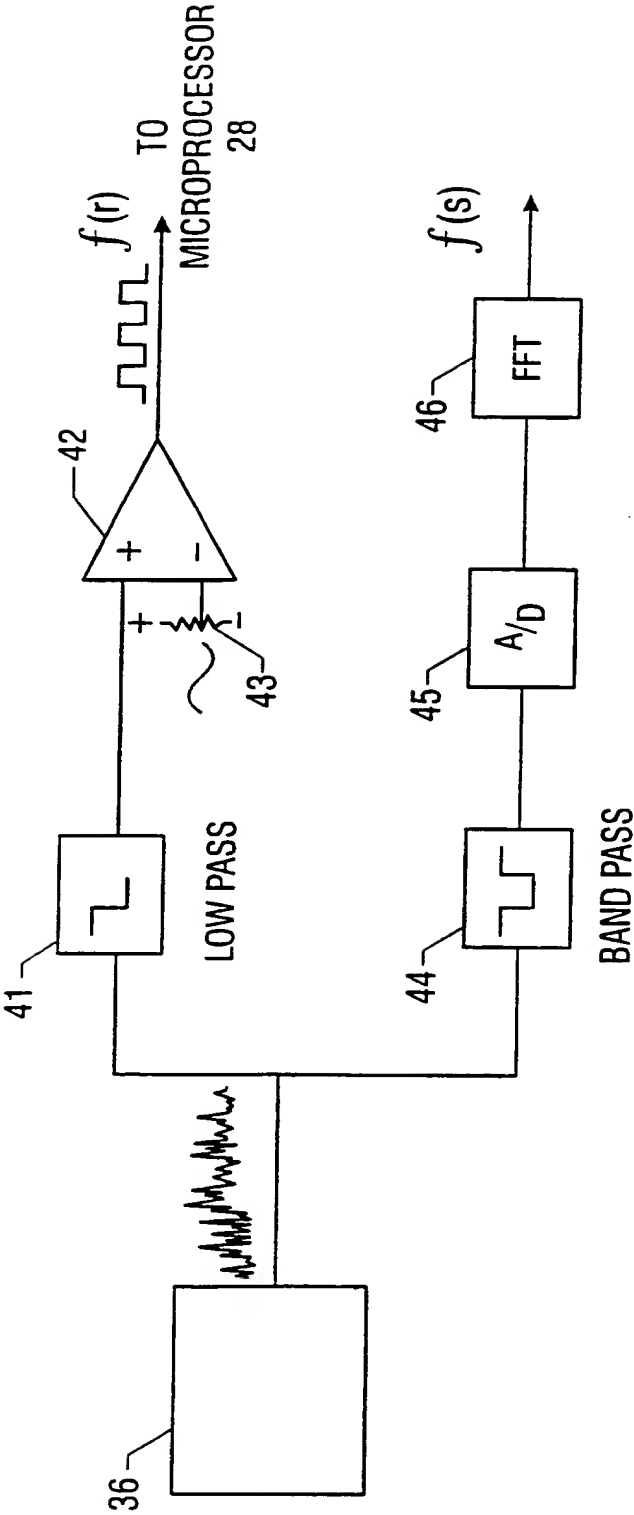 36
41
LOW PASS
42
+
−
+
−
43
f(r)
TO
MICROPROCESSOR
28
44
BAND PASS
45
A/D
46
FFT
f(s)